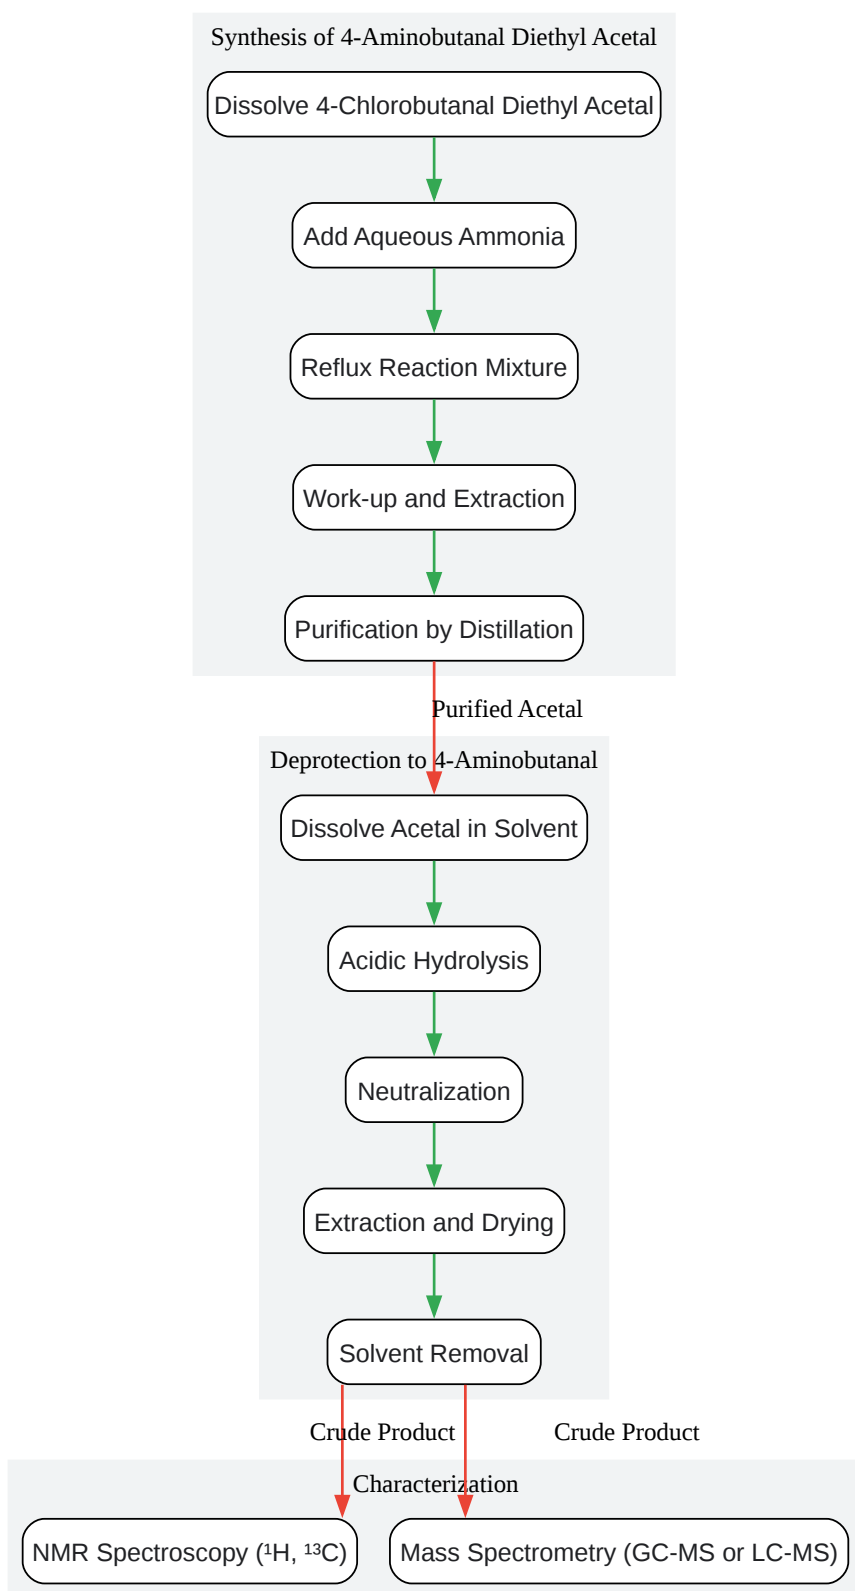 Synthesis of 4-Aminobutanal Diethyl Acetal
Dissolve 4-Chlorobutanal Diethyl Acetal
Add Aqueous Ammonia
Reflux Reaction Mixture
Work-up and Extraction
Purification by Distillation
Purified Acetal
Deprotection to 4-Aminobutanal
Dissolve Acetal in Solvent
Acidic Hydrolysis
Neutralization
Extraction and Drying
Solvent Removal
Crude Product
Crude Product
Characterization
NMR Spectroscopy (¹H, ¹³C)
Mass Spectrometry (GC-MS or LC-MS)